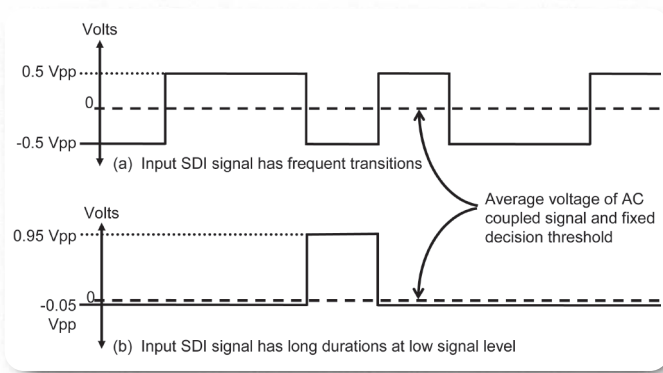 Volts
0.5 Vpp
0
-0.5 Vpp
(a) Input SDI signal has frequent transitions
Average voltage of AC
coupled signal and fixed
decision threshold
Volts
0.95 Vpp
0
-0.05
Vpp
(b) Input SDI signal has long durations at low signal level